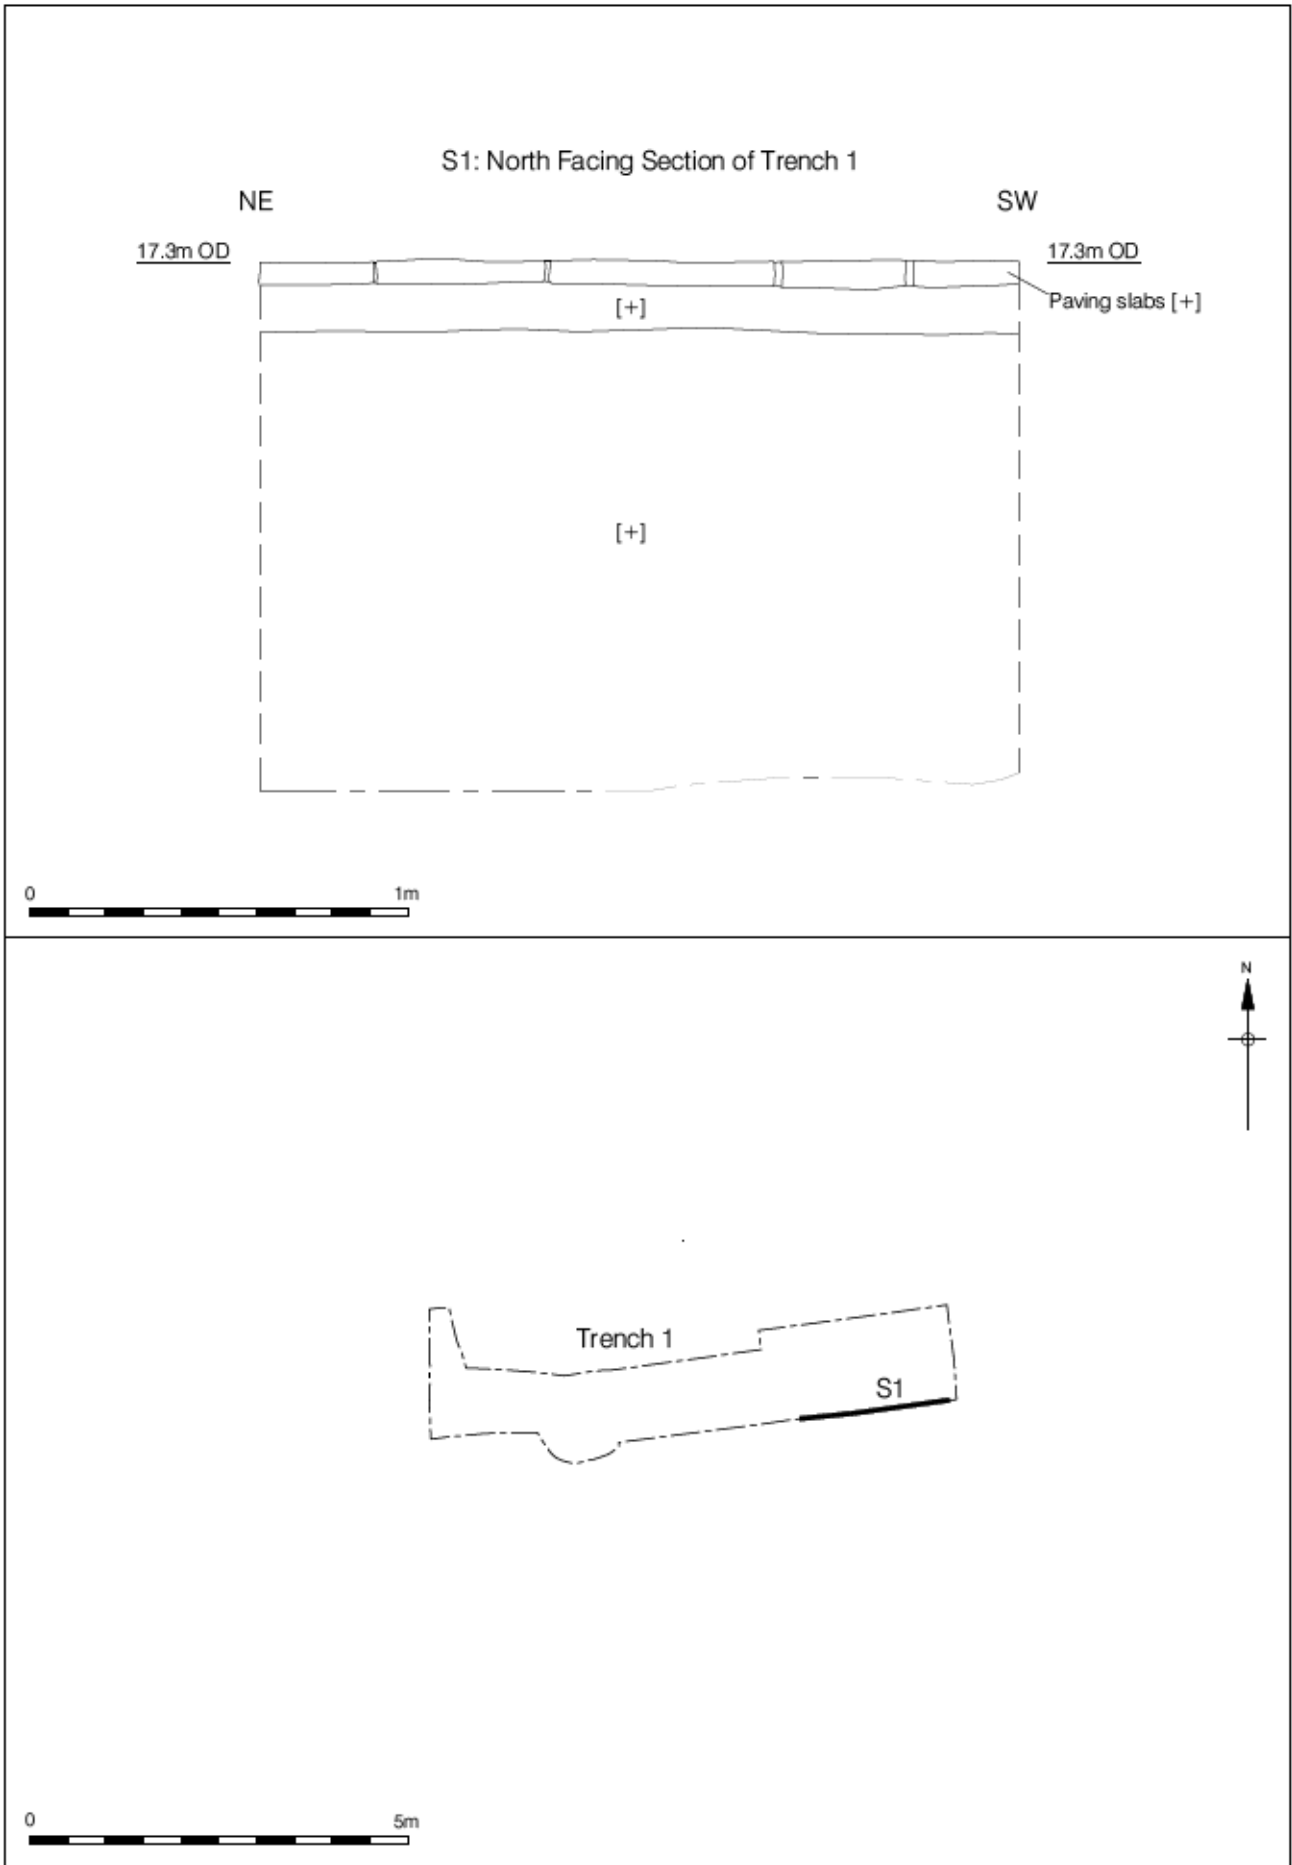 S1: North Facing Section of Trench 1
NE
SW
17.3m OD
17.3m OD
Paving slabs [+]
[+]
[+]
0
1m
N
Trench 1
S1
0
5m